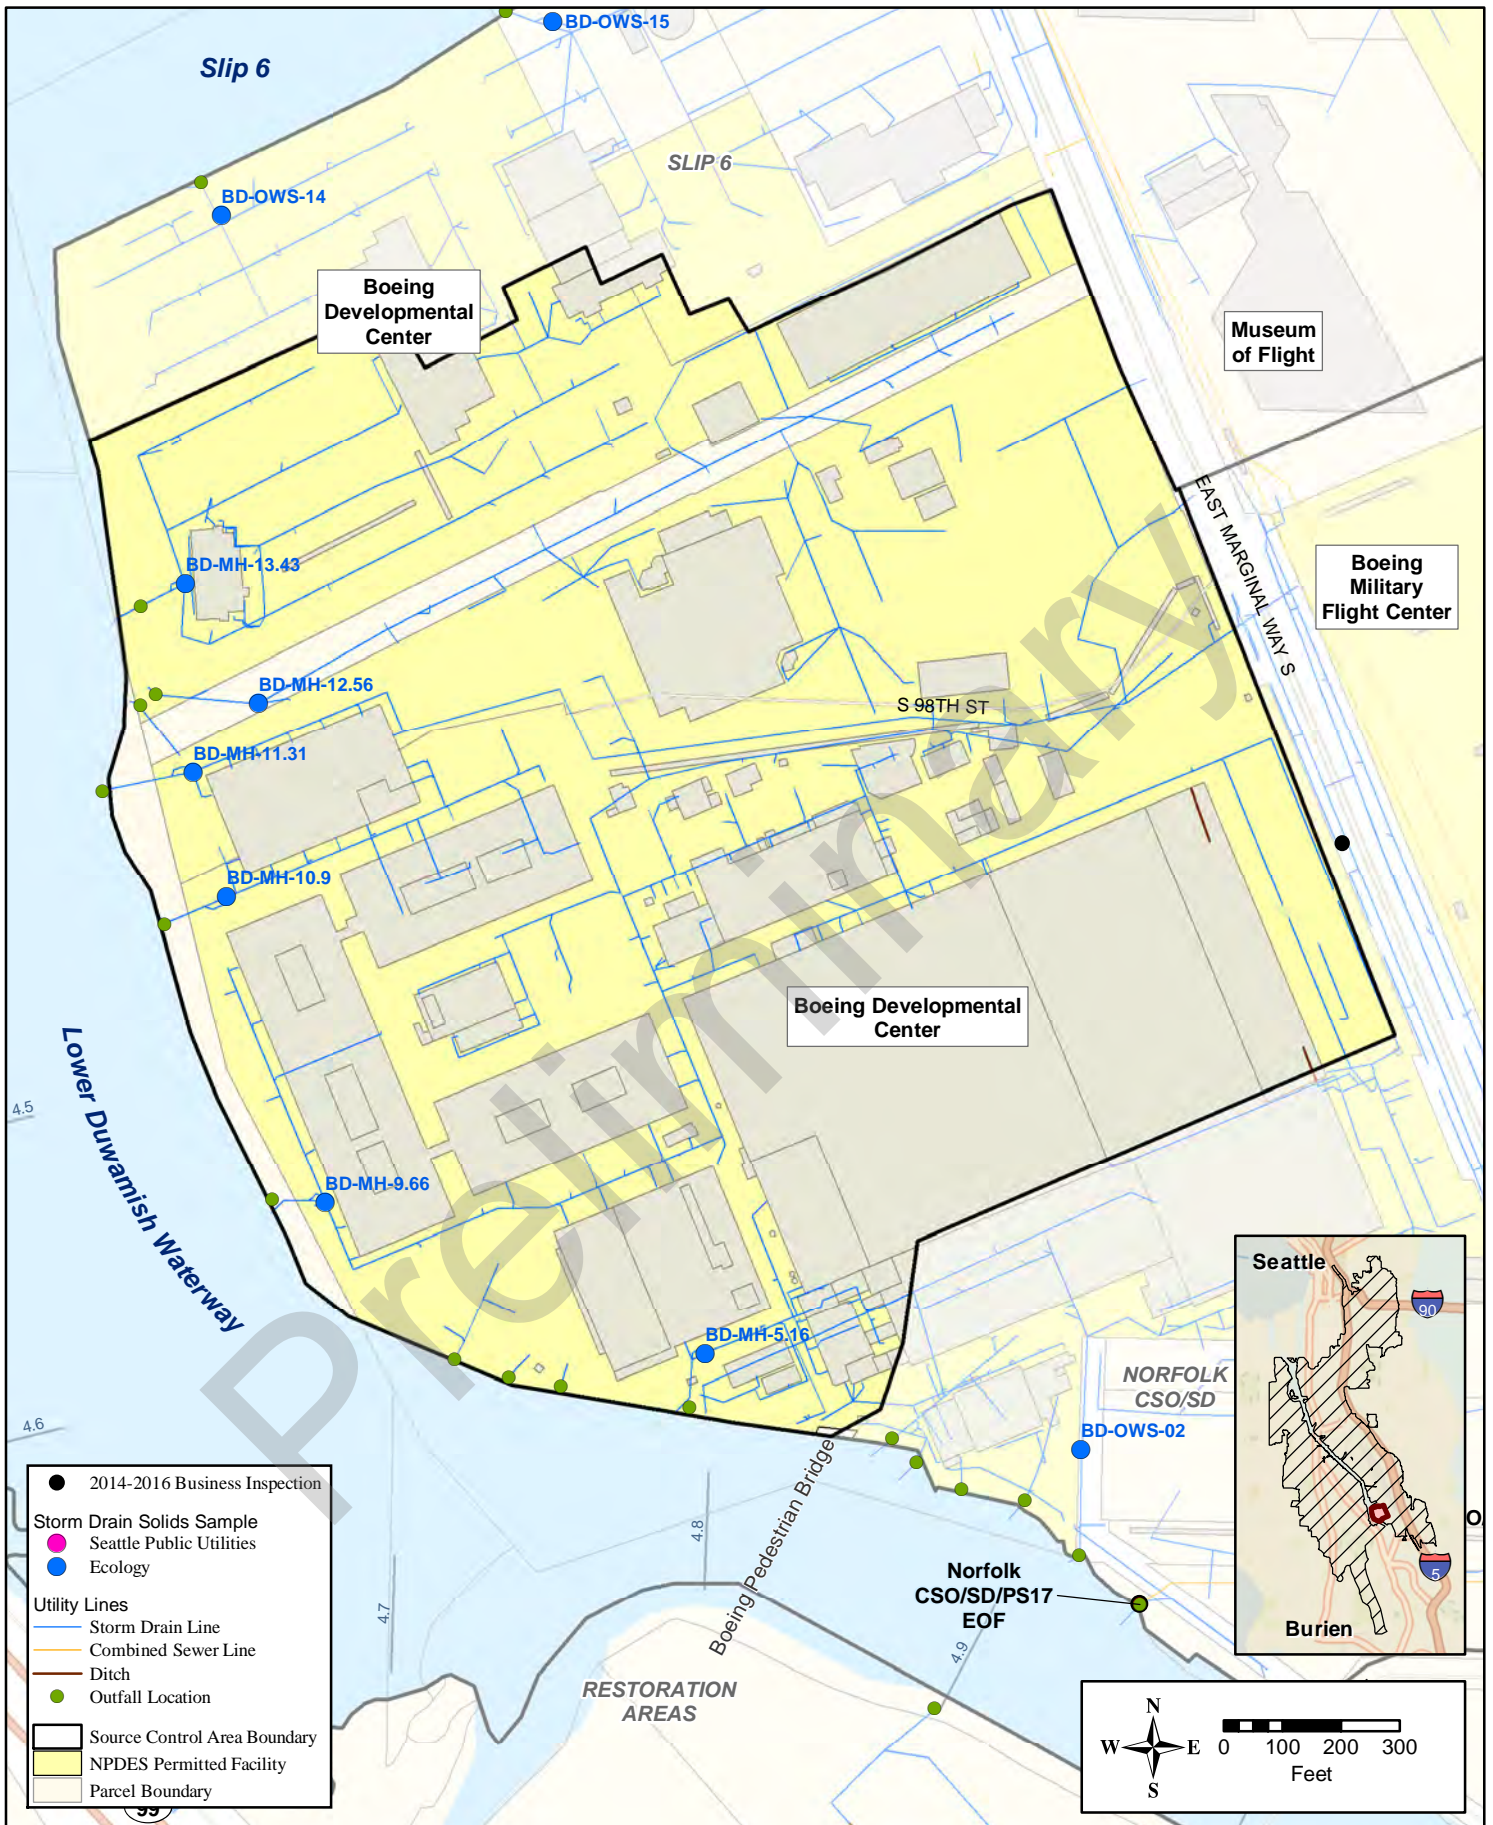 BD-OWS-15
Slip 6
SLIP 6
BD-OWS-14
Boeing
Developmental
Center
Museum
of Flight
EAST MARGINAL WAY S
Boeing
Military
Flight Center
BD-MH-13.43
BD-MH-12.56
S 98TH ST
BD-MH-11.31
BD-MH-10.9
Boeing Developmental
Center
Lower Duwamish Waterway
4.5
BD-MH-9.66
BD-MH-5.16
NORFOLK
CSO/SD
BD-OWS-02
4.6
4.7
4.8
4.9
Boeing Pedestrian Bridge
Norfolk
CSO/SD/PS17
EOF
RESTORATION
AREAS
Preliminary
Seattle
90
5
Burien
O
2014-2016 Business Inspection
Storm Drain Solids Sample
Seattle Public Utilities
Ecology
Utility Lines
Storm Drain Line
Combined Sewer Line
Ditch
Outfall Location
Source Control Area Boundary
NPDES Permitted Facility
Parcel Boundary
99
N
W E
S
0 100 200 300
Feet